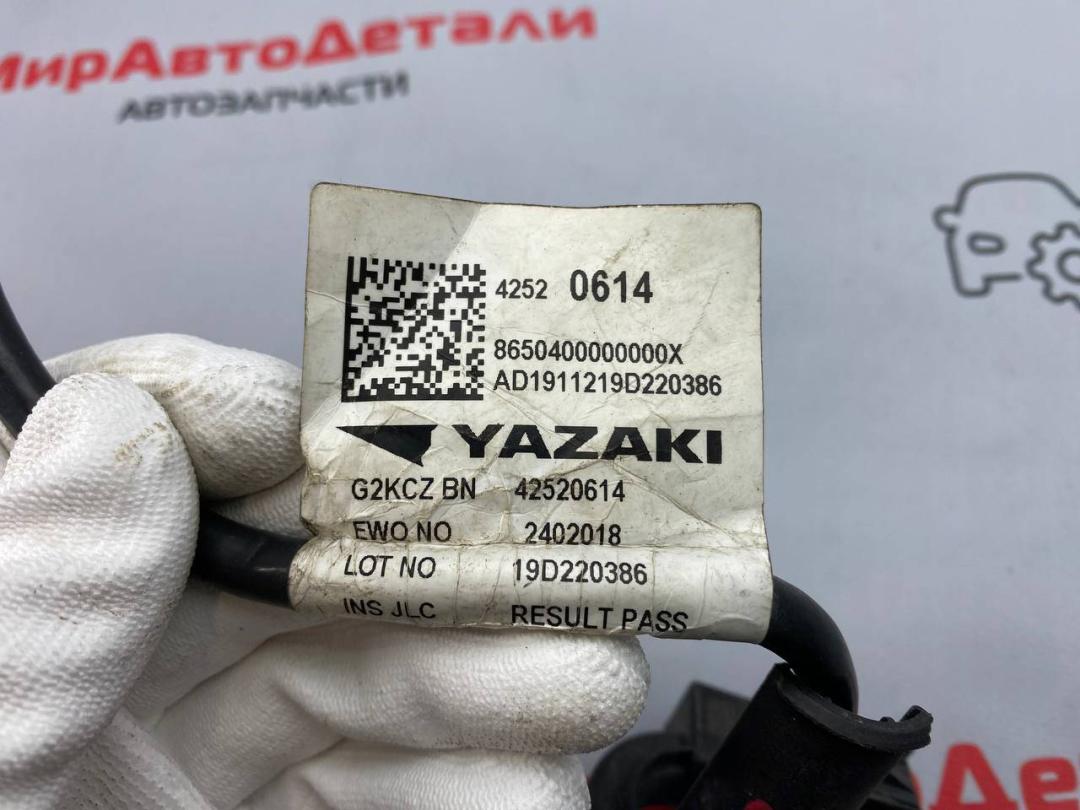 МирАвтоДетали
АВТОЗАПЧАСТИ
4252 0614
8650400000000X
AD1911219D220386
YAZAKI
G2KCZ BN 42520614
EWO NO 2402018
LOT NO 19D220386
INS JLC RESULT PASS